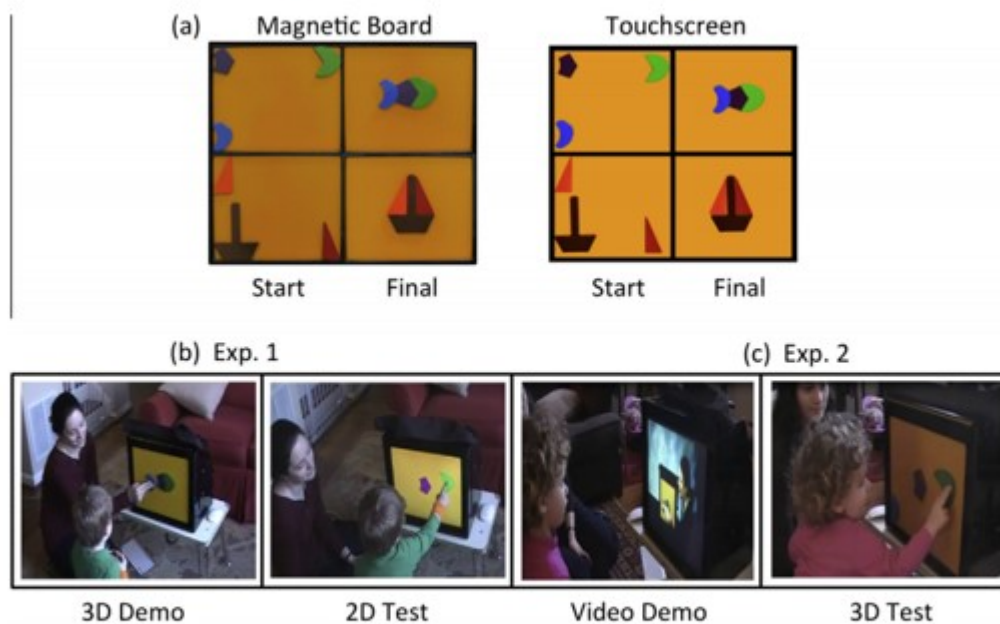 (a) Magnetic Board Touchscreen
Start Final Start Final
(b) Exp. 1 (c) Exp. 2
3D Demo 2D Test Video Demo 3D Test